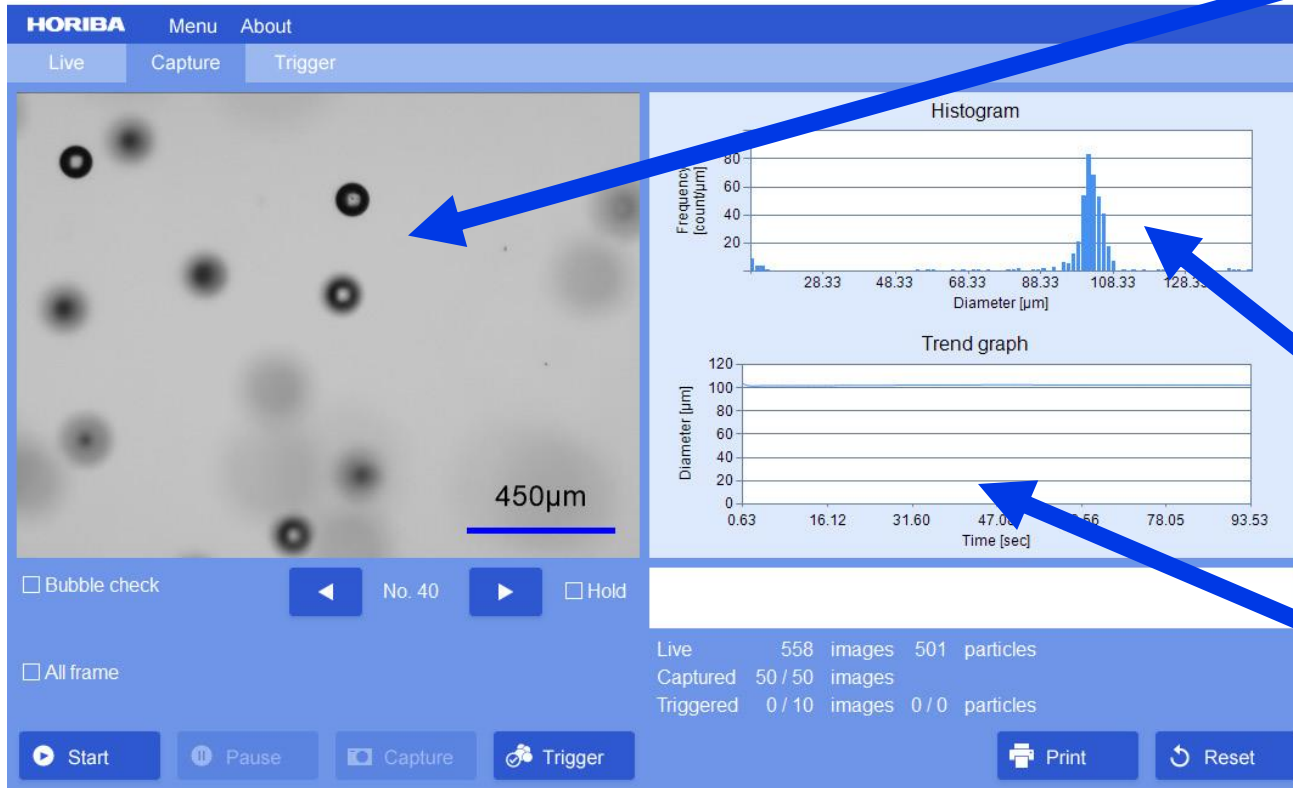 HORIBA Menu About
Live Capture Trigger
450µm
Bubble check
No. 40
Hold
All frame
Start Pause Capture Trigger
Histogram
Frequency
[count/µm]
80
60
40
20
28.33 48.33 68.33 88.33 108.33
Diameter [µm]
Trend graph
Diameter [µm]
120
100
80
60
40
20
0
0.63 16.12 31.60 78.05 93.53
Time [sec]
Live 558 images 501 particles
Captured 50 / 50 images
Triggered 0 / 10 images 0 / 0 particles
Print Reset